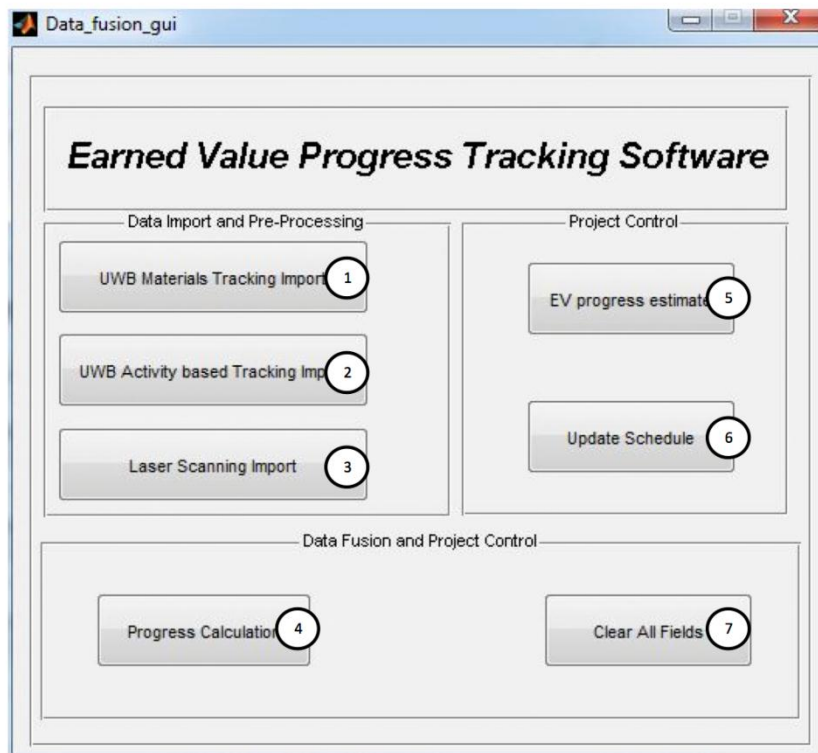 Data_fusion_gui
Earned Value Progress Tracking Software
Data Import and Pre-Processing
UWB Materials Tracking Import
1
UWB Activity based Tracking Imp
2
Laser Scanning Import
3
Project Control
EV progress estimate
5
Update Schedule
6
Data Fusion and Project Control
Progress Calculation
4
Clear All Fields
7